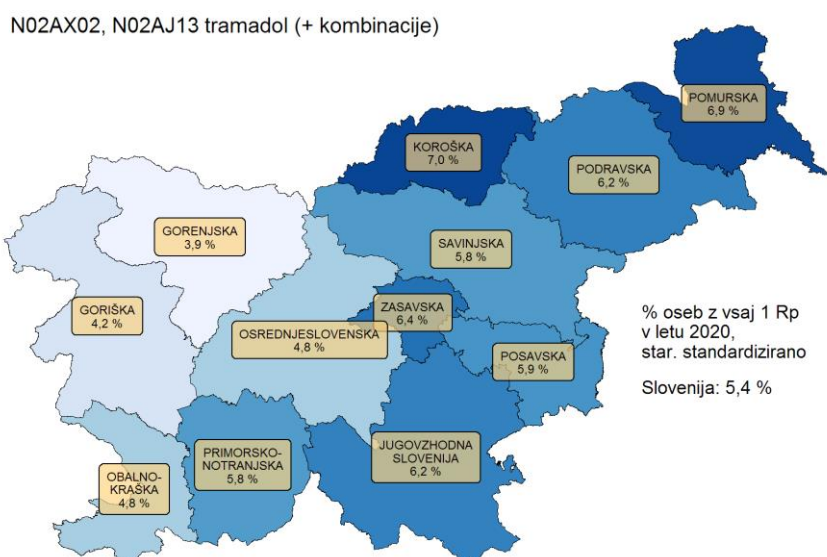 N02AX02, N02AJ13 tramadol (+ kombinacije)
POMURSKA
6,9 %
KOROŠKA
7,0 %
PODRAVSKA
6,2 %
GORENJSKA
3,9 %
SAVINJSKA
5,8 %
GORIŠKA
4,2 %
ZASAVSKA
6,4 %
OSREDNJESLOVENSKA
4,8 %
POSAVSKA
5,9 %
% oseb z vsaj 1 Rp
v letu 2020,
star. standardizirano
Slovenija: 5,4 %
PRIMORSKO-
NOTRANJSKA
5,8 %
JUGOVZHODNA
SLOVENIJA
6,2 %
OBALNO-
KRAŠKA
4,8 %